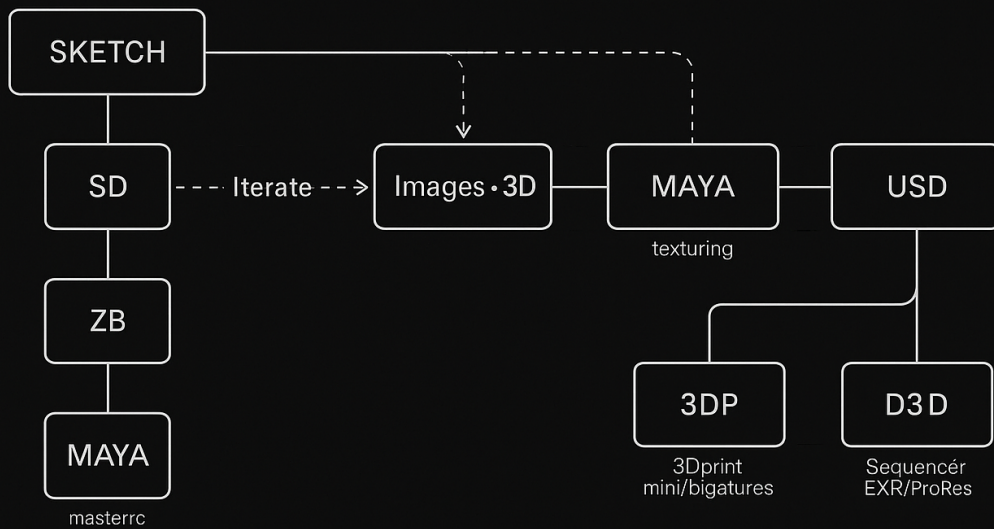 SKETCH
SD
Iterate
Images • 3D
MAYA
USD
texturing
ZB
3DP
D3D
3Dprint
mini/bigatures
Sequencér
EXR/ProRes
MAYA
masterrc